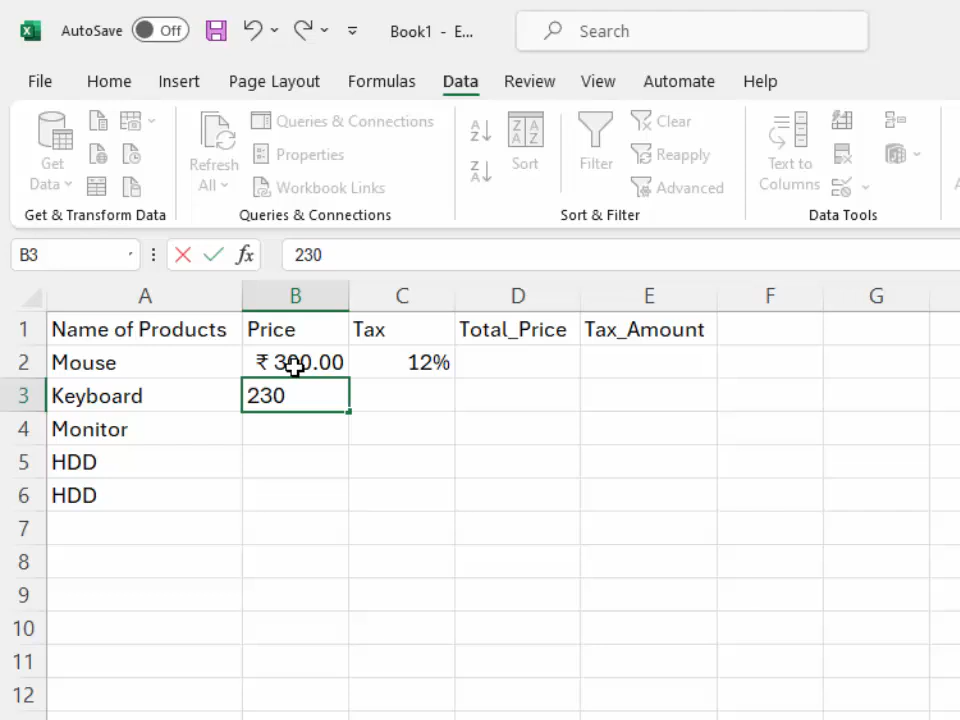 AutoSave Off Book1 - E... Search
File Home Insert Page Layout Formulas Data Review View Automate Help
Get Data
Refresh All
Queries & Connections
Properties
Workbook Links
Sort
Filter
Clear
Reapply
Advanced
Text to Columns
Get & Transform Data Queries & Connections Sort & Filter Data Tools
B3 fx 230
A B C D E F G
1 Name of Products Price Tax Total_Price Tax_Amount
2 Mouse ₹ 300.00 12%
3 Keyboard 230
4 Monitor
5 HDD
6 HDD
7
8
9
10
11
12